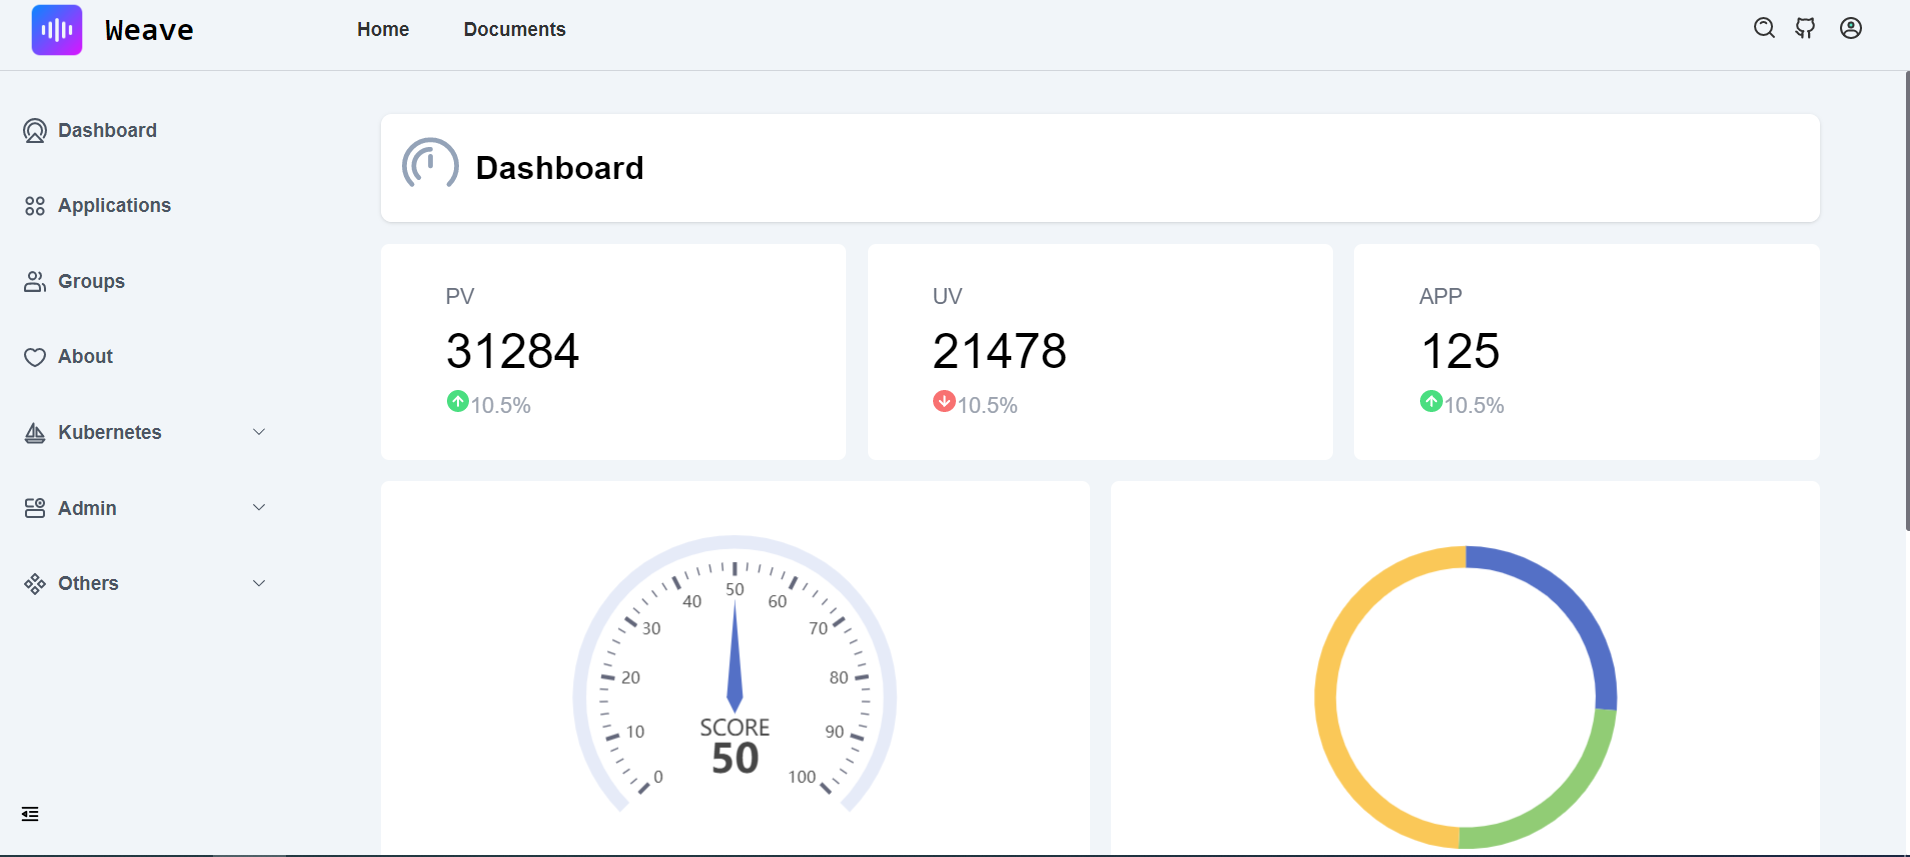 Weave
Home
Documents
Dashboard
Applications
Groups
About
Kubernetes
Admin
Others
Dashboard
PV
31284
10.5%
UV
21478
10.5%
APP
125
10.5%
0
10
20
30
40
50
60
70
80
90
100
SCORE
50